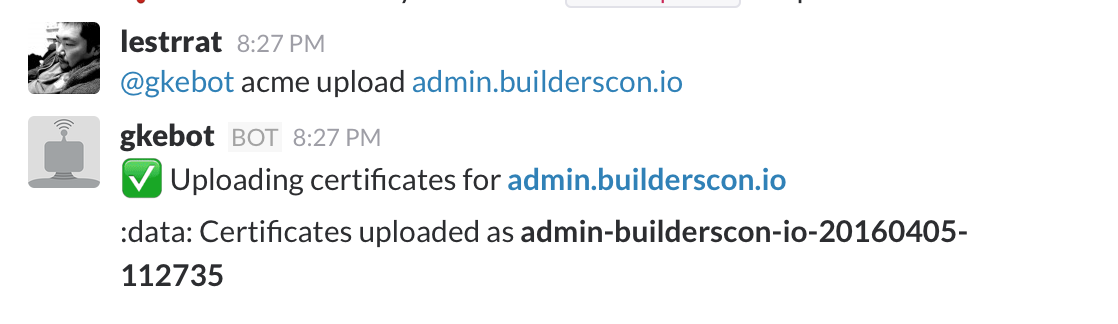 lestrrat 8:27 PM
@gkebot acme upload admin.builderscon.io
gkebot BOT 8:27 PM
Uploading certificates for admin.builderscon.io
:data: Certificates uploaded as admin-builderscon-io-20160405-
112735